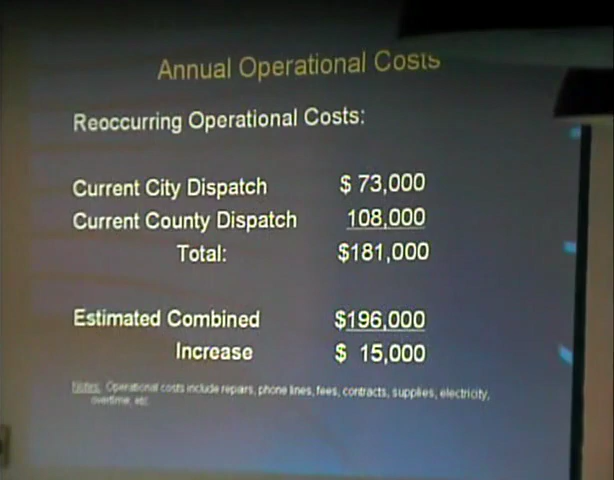 Annual Operational Costs
Reoccurring Operational Costs:
Current City Dispatch $ 73,000
Current County Dispatch 108,000
Total: $181,000
Estimated Combined $196,000
Increase $ 15,000
Notes: Operational costs include repairs, phone lines, fees, contracts, supplies, electricity,
overtime, etc.